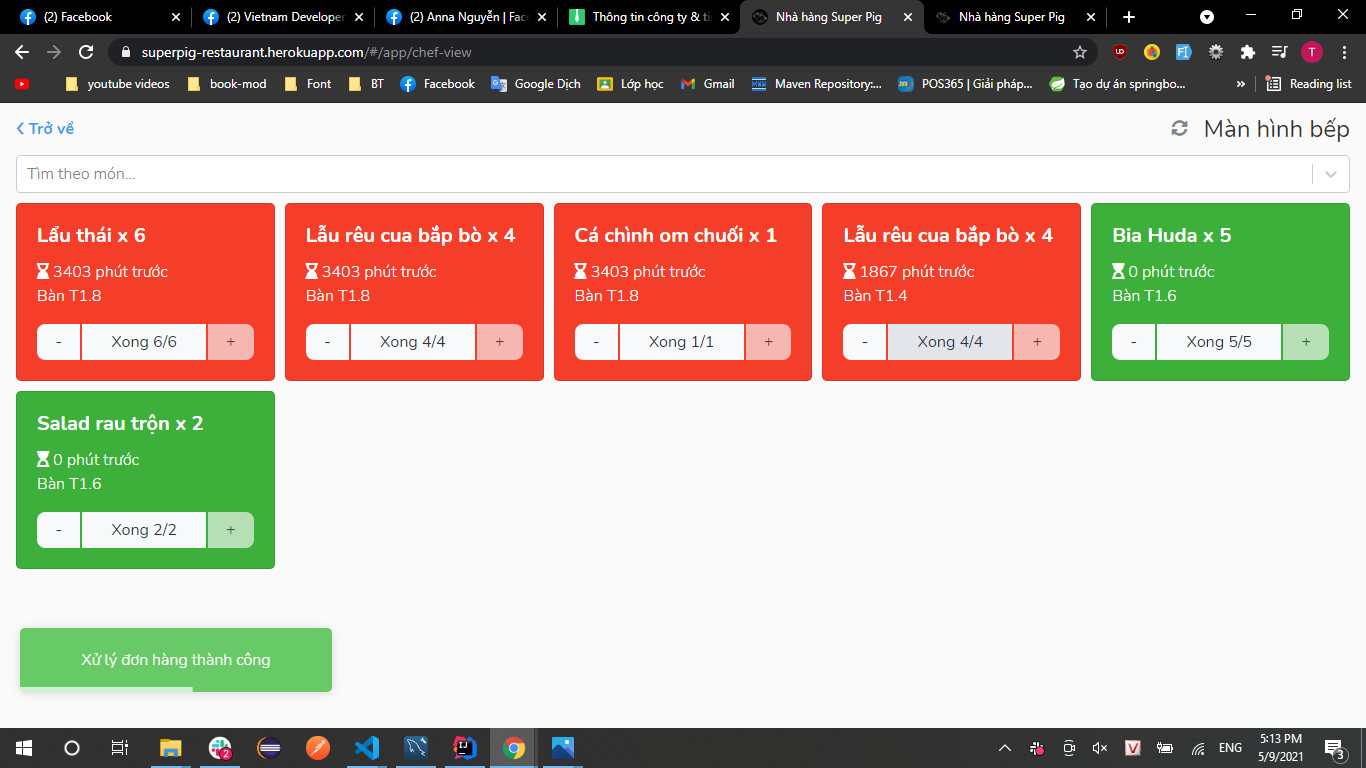 (2) Facebook
(2) Vietnam Developer
(2) Anna Nguyễn | Fac
Thông tin công ty & ti
Nhà hàng Super Pig
Nhà hàng Super Pig
superpig-restaurant.herokuapp.com/#/app/chef-view
T
youtube videos
book-mod
Font
BT
Facebook
Google Dịch
Lớp học
Gmail
Maven Repository:...
POS365 | Giải pháp...
Tạo dự án springbo...
»
Reading list
Trở về
Màn hình bếp
Tìm theo món...
Lẩu thái x 6
3403 phút trước
Bàn T1.8
- Xong 6/6 +
Lẫu rêu cua bắp bò x 4
3403 phút trước
Bàn T1.8
- Xong 4/4 +
Cá chình om chuối x 1
3403 phút trước
Bàn T1.8
- Xong 1/1 +
Lẫu rêu cua bắp bò x 4
1867 phút trước
Bàn T1.4
- Xong 4/4 +
Bia Huda x 5
0 phút trước
Bàn T1.6
- Xong 5/5 +
Salad rau trộn x 2
0 phút trước
Bàn T1.6
- Xong 2/2 +
Xử lý đơn hàng thành công
2
IJ
V
ENG
5:13 PM
5/9/2021
3